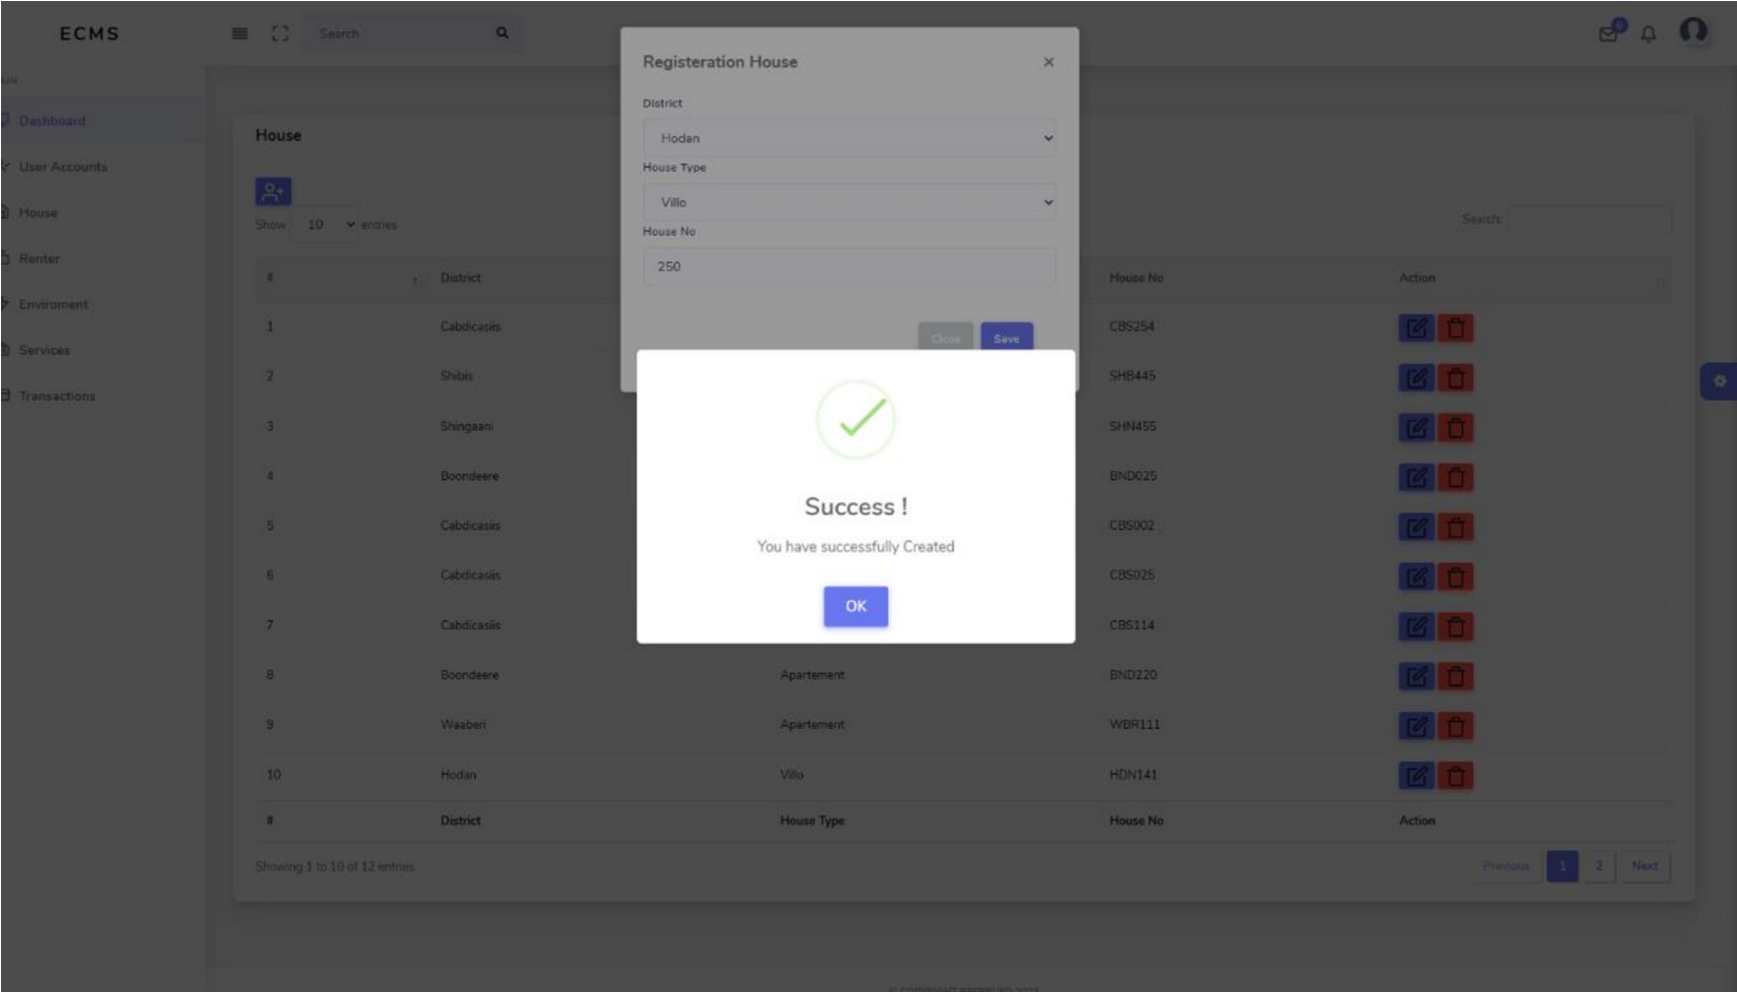 ECMS
Search
6
Dashboard
User Accounts
House
Renter
Enviroment
Services
Transactions
Registeration House ×
District
Hodan
House Type
Villo
House No
250
Close Save
Success !
You have successfully Created
OK
House
Show 10 entries
Search:
# District House No Action
1 Cabdicasiis CBS254
2 Shibis SHB445
3 Shingaani SHN455
4 Boondeere BND025
5 Cabdicasiis CBS002
6 Cabdicasiis CBS025
7 Cabdicasiis CBS114
8 Boondeere Apartement BND220
9 Waaberi Apartement WBR111
10 Hodan Villo HDN141
# District House Type House No Action
Showing 1 to 10 of 12 entries
Previous 1 2 Next